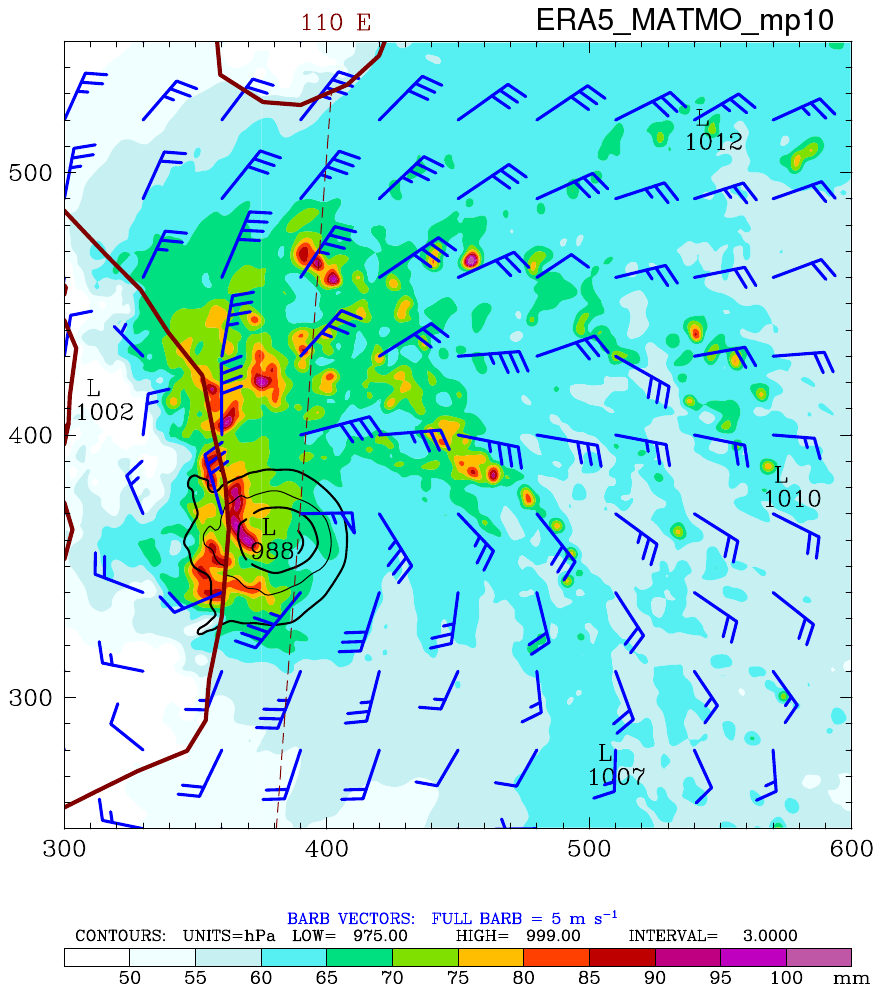 110 E
ERA5_MATMO_mp10
500
L
1012
L
1002
400
L
1010
L
988
300
L
1007
300
400
500
600
BARB VECTORS: FULL BARB = 5 m s⁻¹
CONTOURS: UNITS=hPa LOW= 975.00 HIGH= 999.00 INTERVAL= 3.0000
50 55 60 65 70 75 80 85 90 95 100 mm